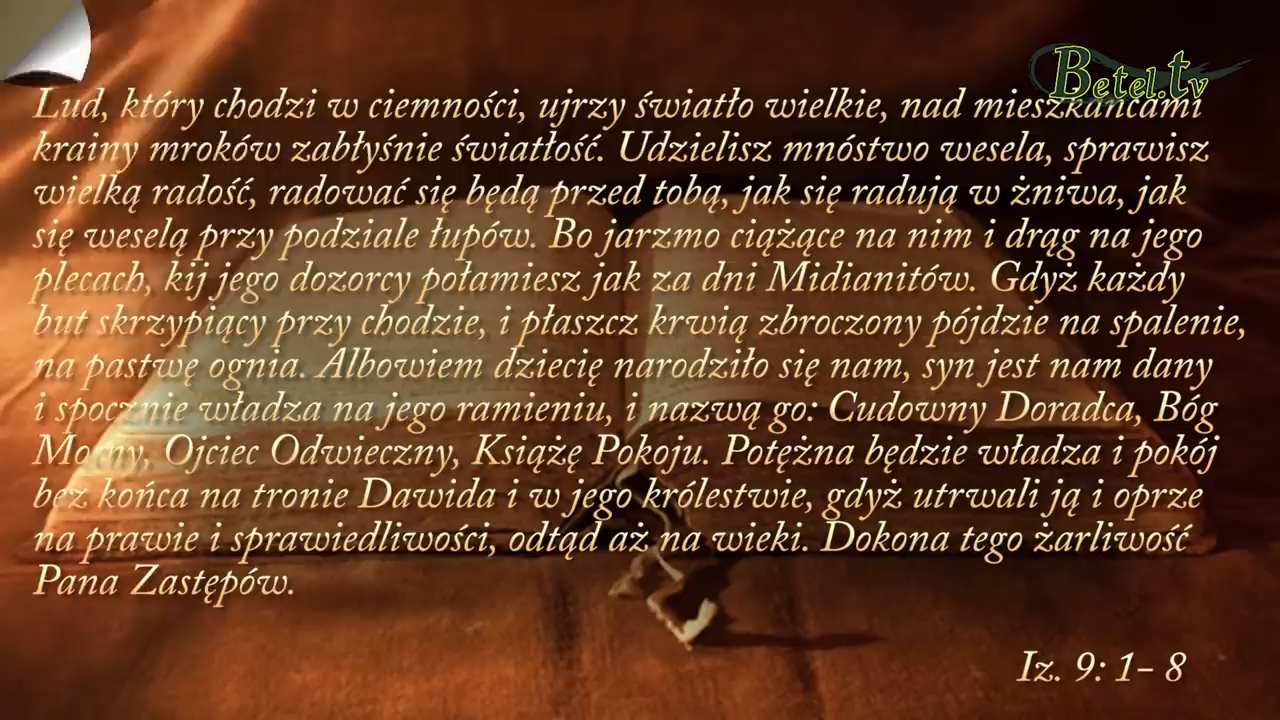 Betel.tv
Lud, który chodzi w ciemności, ujrzy światło wielkie, nad mieszkańcami
krainy mroków zabłyśnie światłość. Udzielisz mnóstwo wesela, sprawisz
wielką radość, radować się będą przed tobą, jak się radują w żniwa, jak
się weselą przy podziale łupów. Bo jarzmo ciążące na nim i drąg na jego
plecach, kij jego dozorcy połamiesz jak za dni Midianitów. Gdyż każdy
but skrzypiący przy chodzie, i płaszcz krwią zbroczony pójdzie na spalenie,
na pastwę ognia. Albowiem dziecię narodziło się nam, syn jest nam dany
i spocznie władza na jego ramieniu, i nazwą go: Cudowny Doradca, Bóg
Mocny, Ojciec Odwieczny, Książę Pokoju. Potężna będzie władza i pokój
bez końca na tronie Dawida i w jego królestwie, gdyż utrwali ją i oprze
na prawie i sprawiedliwości, odtąd aż na wieki. Dokona tego żarliwość
Pana Zastępów.
Iz. 9: 1- 8